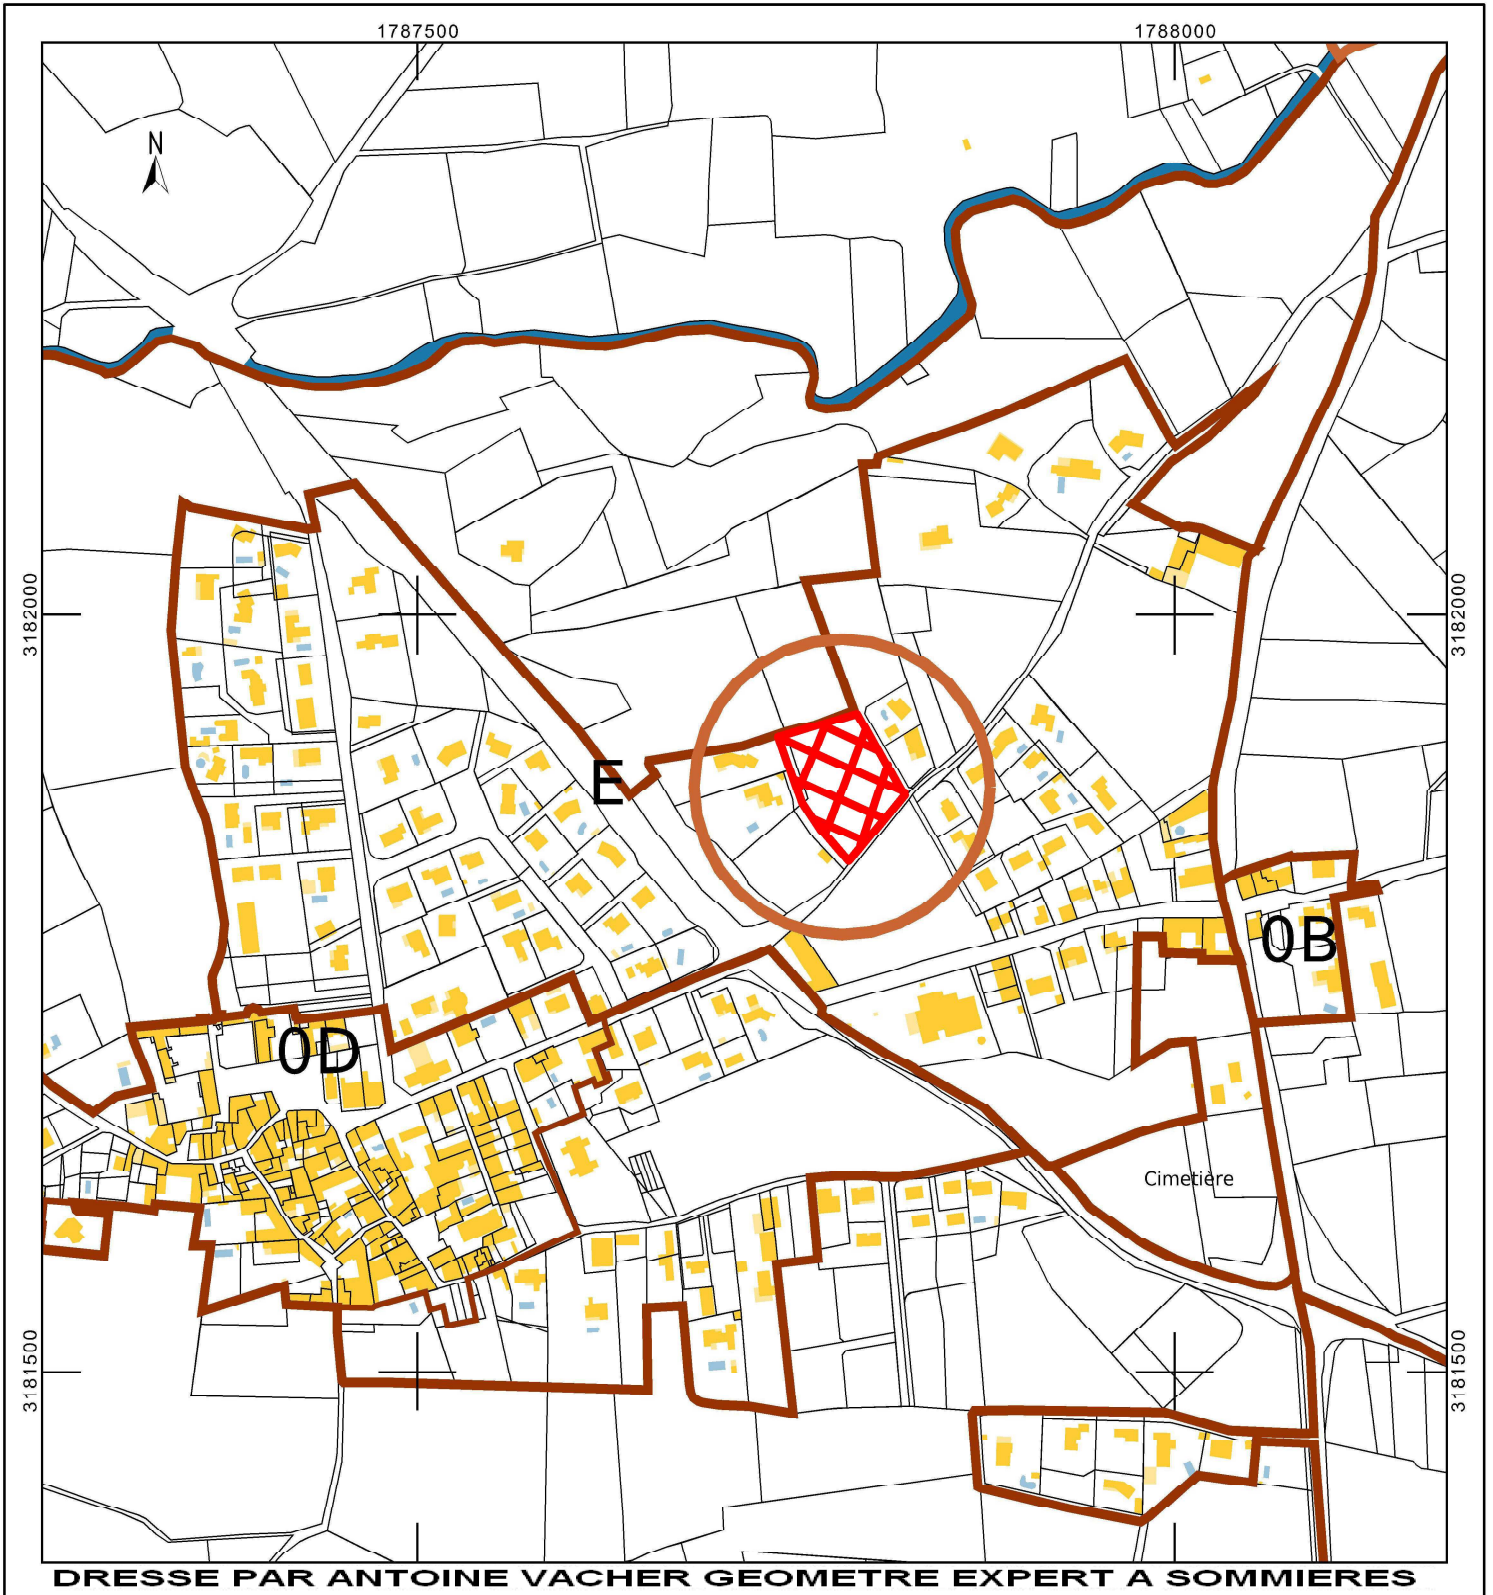 1787500 1788000
N
3182000 3182000
E
0B
0D
Cimetière
3181500 3181500
DRESSE PAR ANTOINE VACHER GEOMETRE EXPERT A SOMMIERES